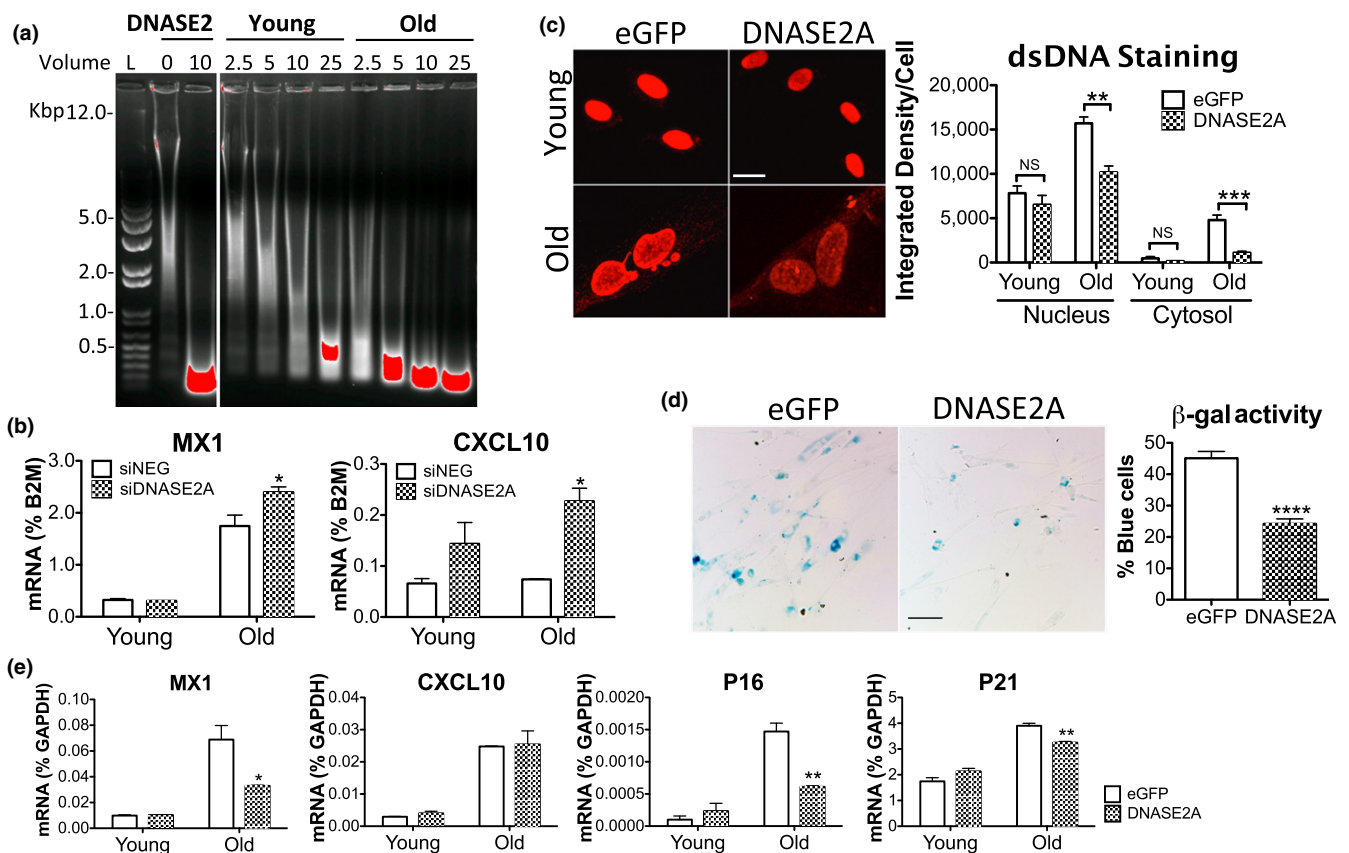 (a)
DNASE2 Young Old
Volume L 0 10 2.5 5 10 25 2.5 5 10 25
Kbp 12.0-
5.0-
2.0-
1.0-
0.5-
(c)
eGFP DNASE2A
Young
Old
dsDNA Staining
Integrated Density/Cell
20,000
15,000
10,000
5,000
0
eGFP
DNASE2A
NS ** NS ***
Young Old Young Old
Nucleus Cytosol
(b)
MX1
mRNA (% B2M)
3.0
2.0
1.0
0.0
siNEG
siDNASE2A
*
Young Old
CXCL10
mRNA (% B2M)
0.3
0.2
0.1
0.0
siNEG
siDNASE2A
*
Young Old
(d)
eGFP DNASE2A
β-gal activity
% Blue cells
50
40
30
20
10
0
****
eGFP DNASE2A
(e)
MX1
mRNA (% GAPDH)
0.10
0.08
0.06
0.04
0.02
0.00
*
Young Old
CXCL10
mRNA (% GAPDH)
0.04
0.03
0.02
0.01
0.00
Young Old
P16
mRNA (% GAPDH)
0.0020
0.0015
0.0010
0.0005
0.0000
**
Young Old
P21
mRNA (% GAPDH)
5
4
3
2
1
0
**
Young Old
eGFP
DNASE2A